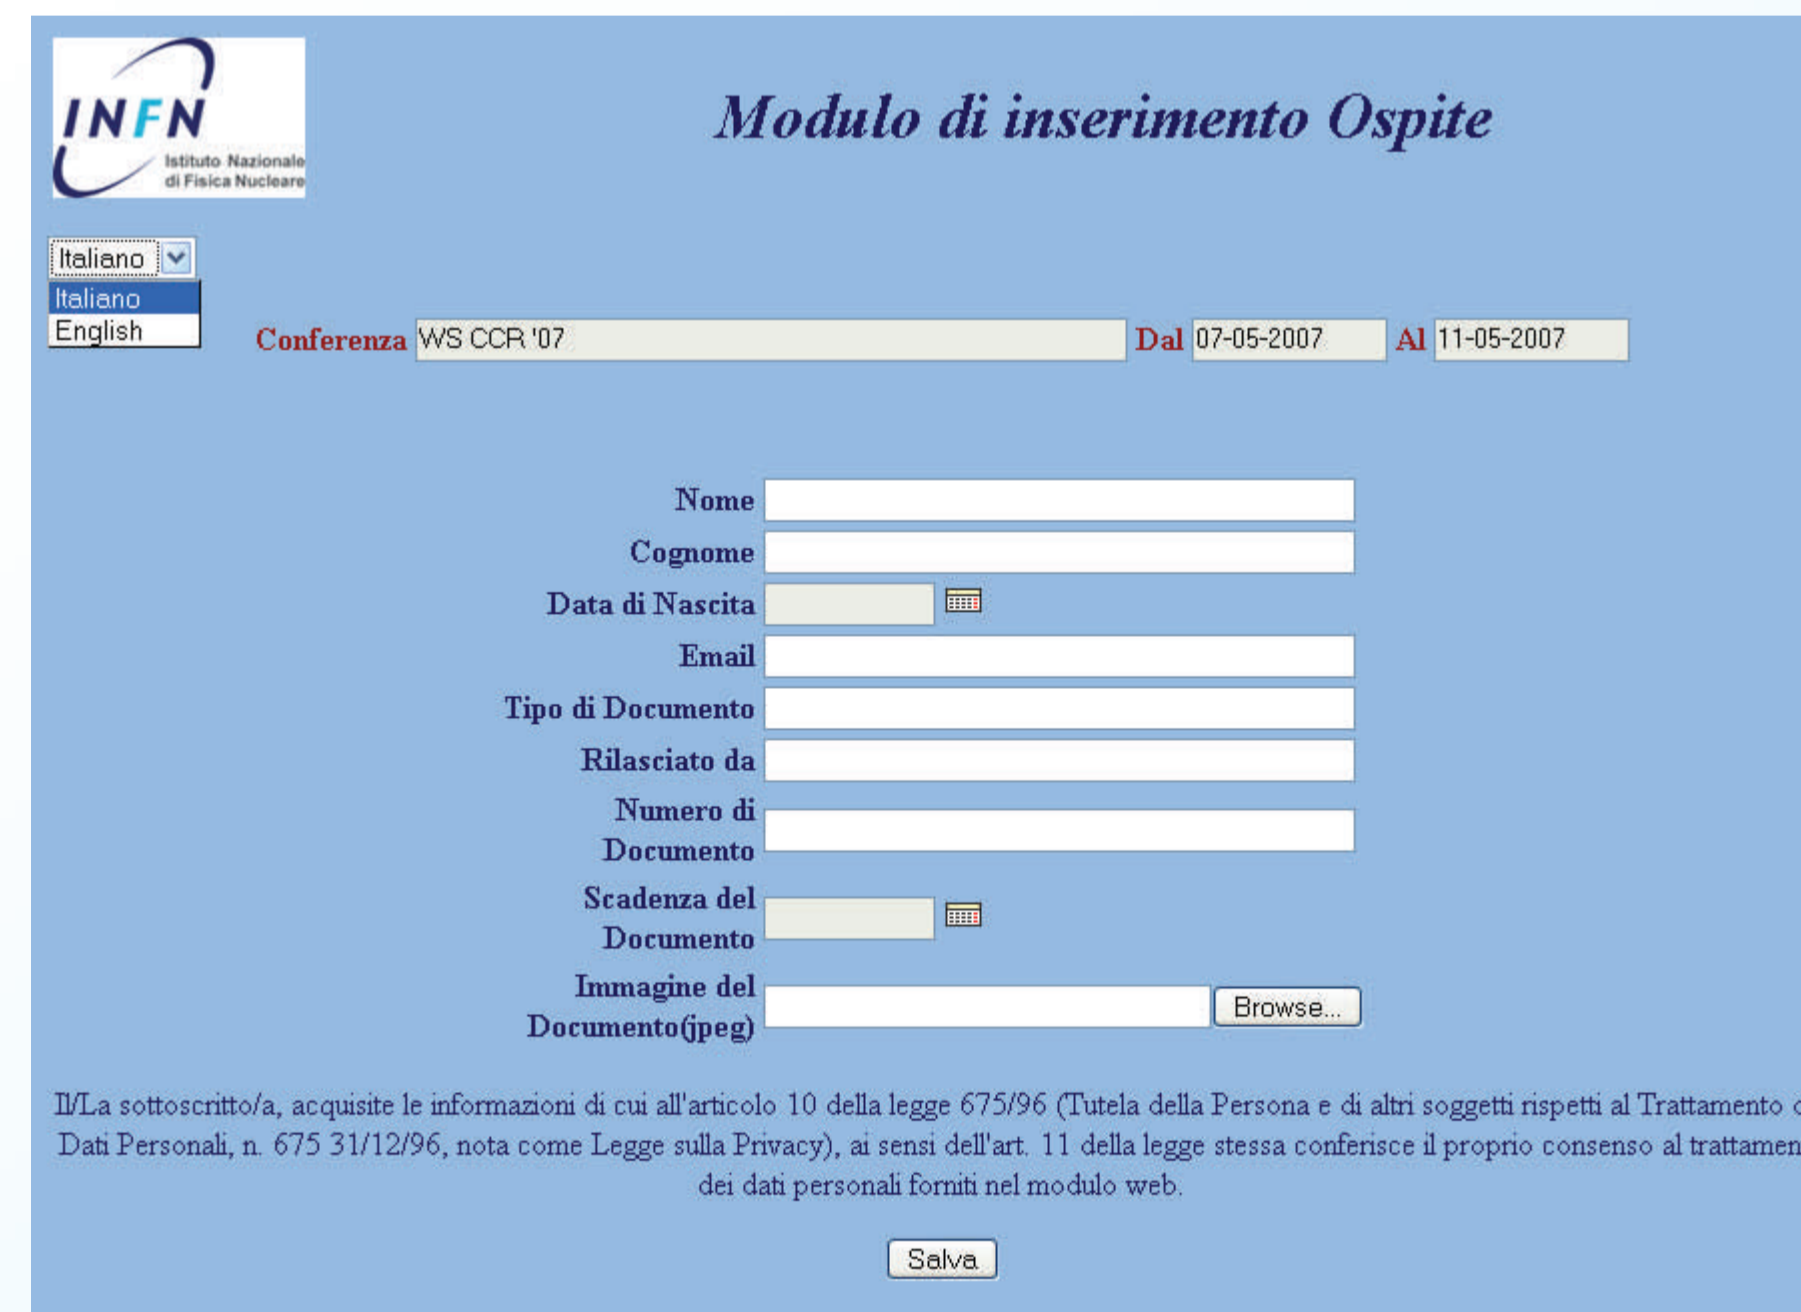 INFN
Istituto Nazionale
di Fisica Nucleare
Modulo di inserimento Ospite
Italiano
Italiano
English
Conferenza WS CCR '07 Dal 07-05-2007 Al 11-05-2007
Nome
Cognome
Data di Nascita
Email
Tipo di Documento
Rilasciato da
Numero di
Documento
Scadenza del
Documento
Immagine del
Documento(jpeg) Browse...
Il/La sottoscritto/a, acquisite le informazioni di cui all'articolo 10 della legge 675/96 (Tutela della Persona e di altri soggetti rispetti al Trattamento
Dati Personali, n. 675 31/12/96, nota come Legge sulla Privacy), ai sensi dell'art. 11 della legge stessa conferisce il proprio consenso al trattamen
dei dati personali forniti nel modulo web.
Salva